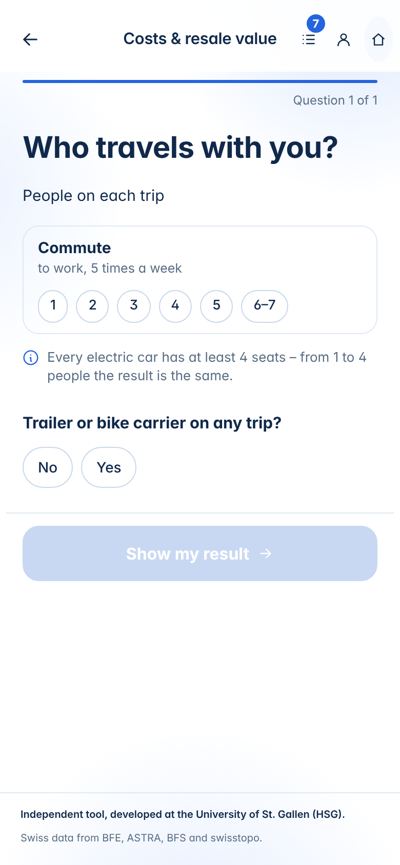 Costs & resale value
7
Question 1 of 1
Who travels with you?
People on each trip
Commute
to work, 5 times a week
1 2 3 4 5 6–7
Every electric car has at least 4 seats – from 1 to 4
people the result is the same.
Trailer or bike carrier on any trip?
No Yes
Show my result →
Independent tool, developed at the University of St. Gallen (HSG).
Swiss data from BFE, ASTRA, BFS and swisstopo.